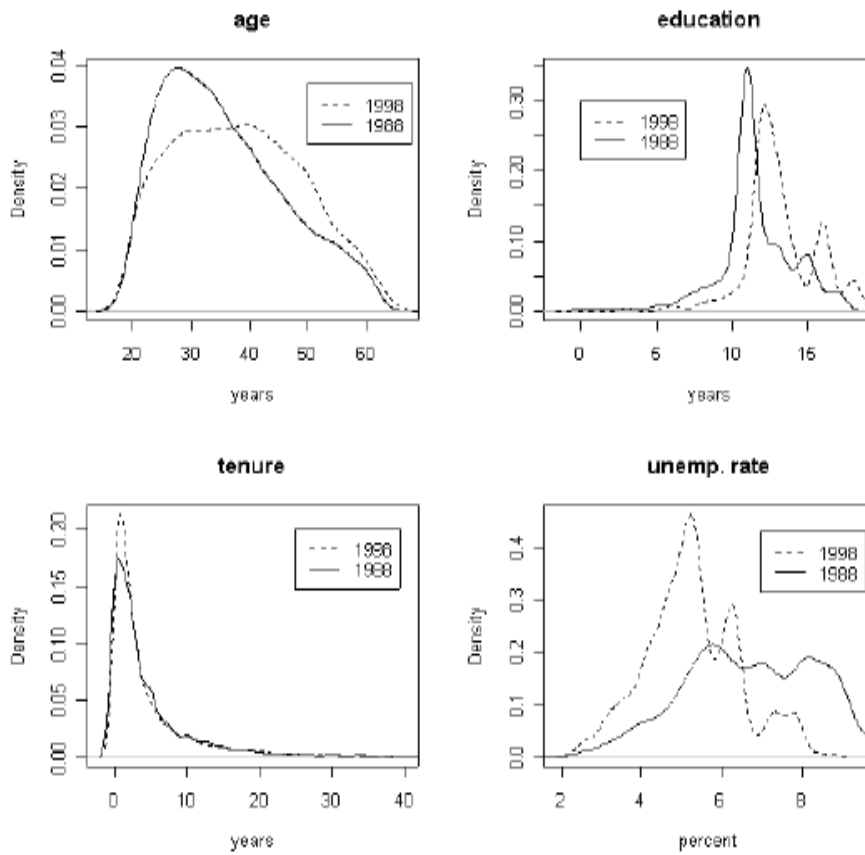 age
0.04
0.03
0.02
0.01
0.00
Density
1998
1988
20 30 40 50 60
years
education
0.30
0.20
0.10
0.00
Density
1998
1988
0 5 10 15
years
tenure
0.20
0.15
0.10
0.05
0.00
Density
1998
1988
0 10 20 30 40
years
unemp. rate
0.4
0.3
0.2
0.1
0.0
Density
1998
1988
2 4 6 8
percent